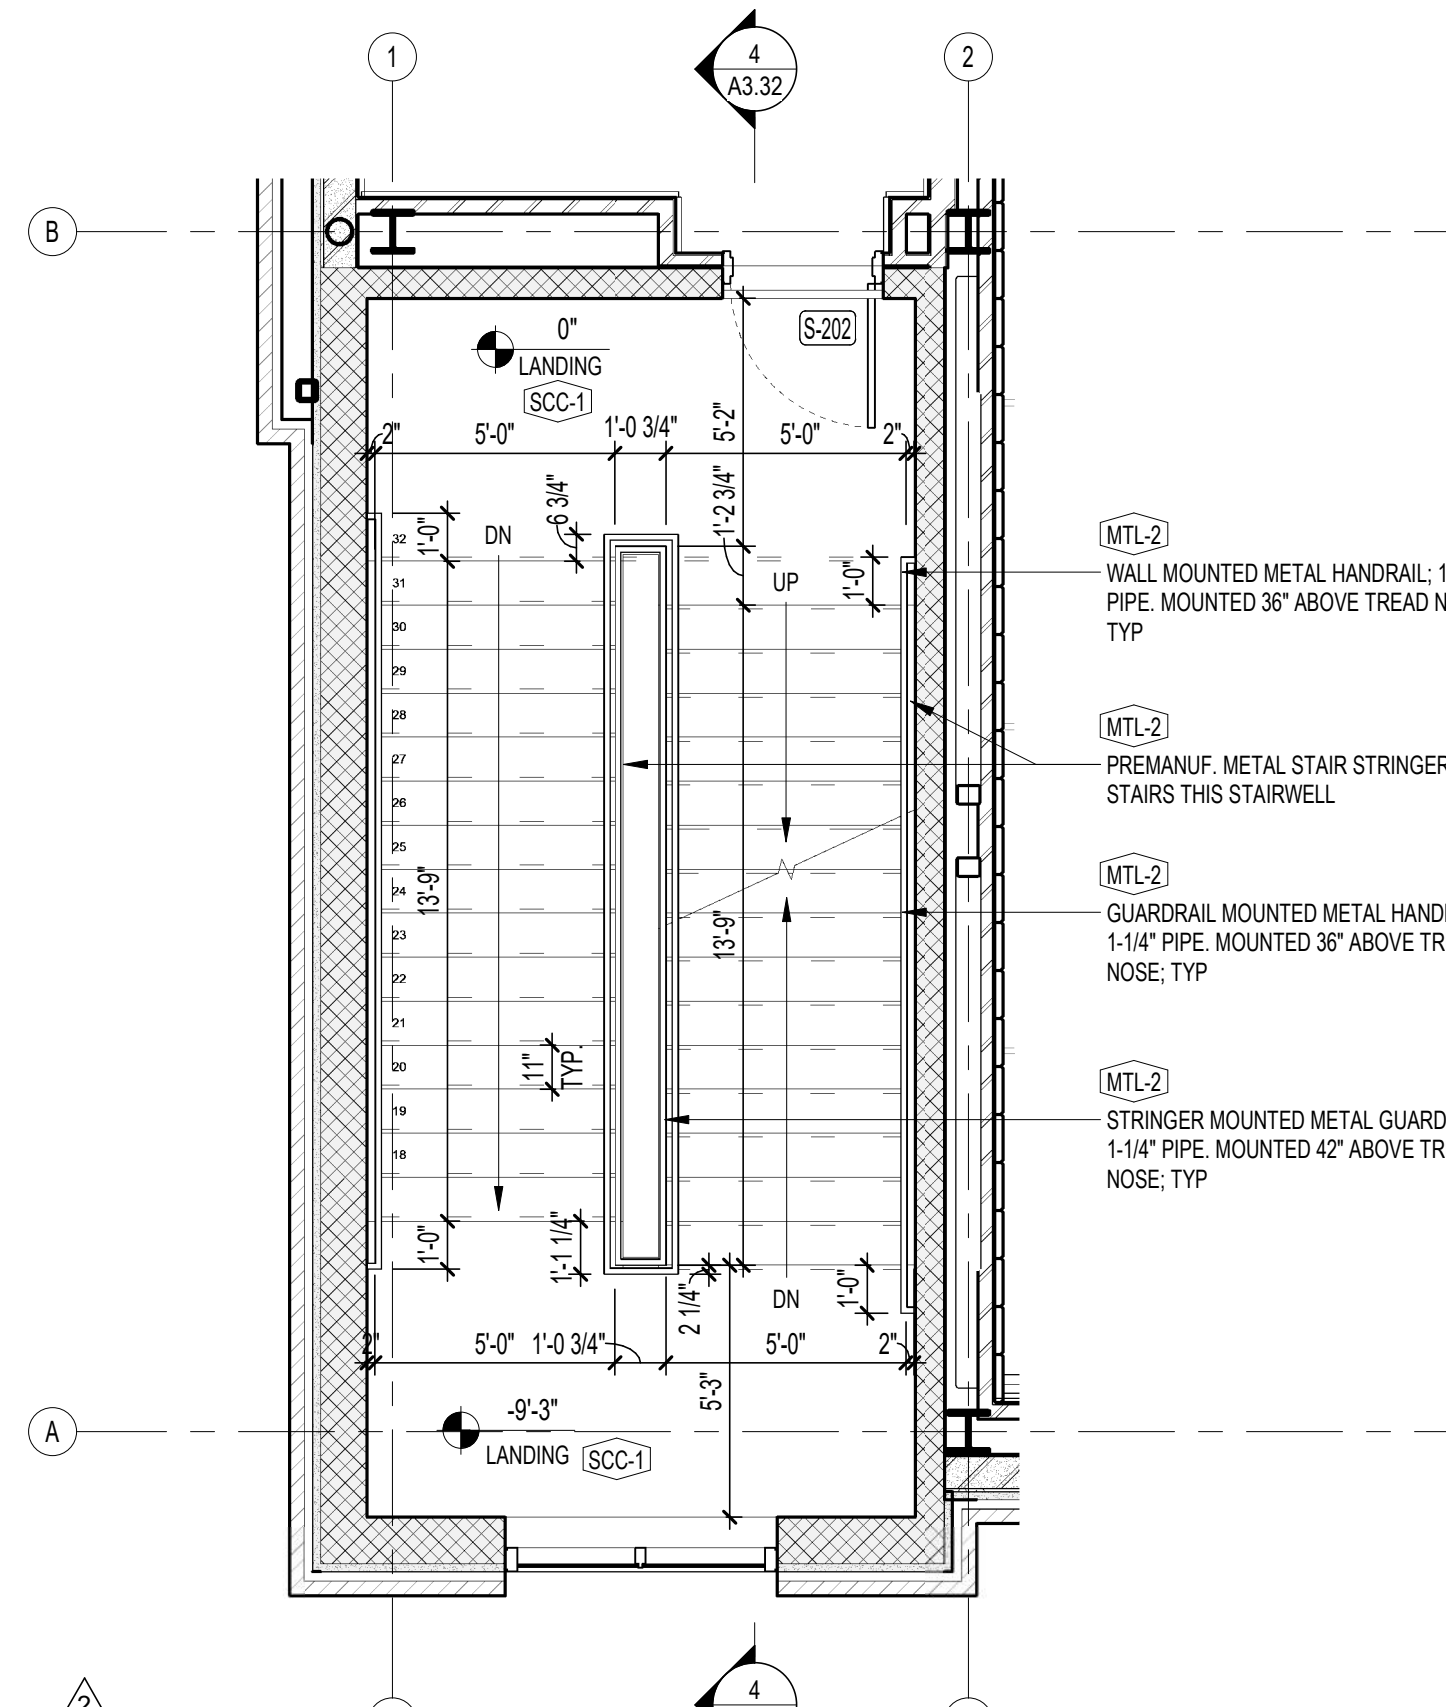 1
4
A3.32
2
B
0"
LANDING
SCC-1
S-202
2"
5'-0"
1'-0 3/4"
5'-2"
5'-0"
2"
1'-2 3/4"
6 3/4"
1'-0"
DN
UP
1'-0"
32
31
30
29
28
27
26
25
24
23
22
21
20
19
18
13'-9"
13'-9"
11"
TYP.
1'-0"
1'-1 1/4"
2 1/4"
DN
1'-0"
2"
5'-0"
1'-0 3/4"
5'-0"
2"
5'-3"
A
-9'-3"
LANDING
SCC-1
MTL-2
WALL MOUNTED METAL HANDRAIL; 1
PIPE. MOUNTED 36" ABOVE TREAD N
TYP
MTL-2
PREMANUF. METAL STAIR STRINGER
STAIRS THIS STAIRWELL
MTL-2
GUARDRAIL MOUNTED METAL HAND
1-1/4" PIPE. MOUNTED 36" ABOVE TR
NOSE; TYP
MTL-2
STRINGER MOUNTED METAL GUARD
1-1/4" PIPE. MOUNTED 42" ABOVE TR
NOSE; TYP
2
4